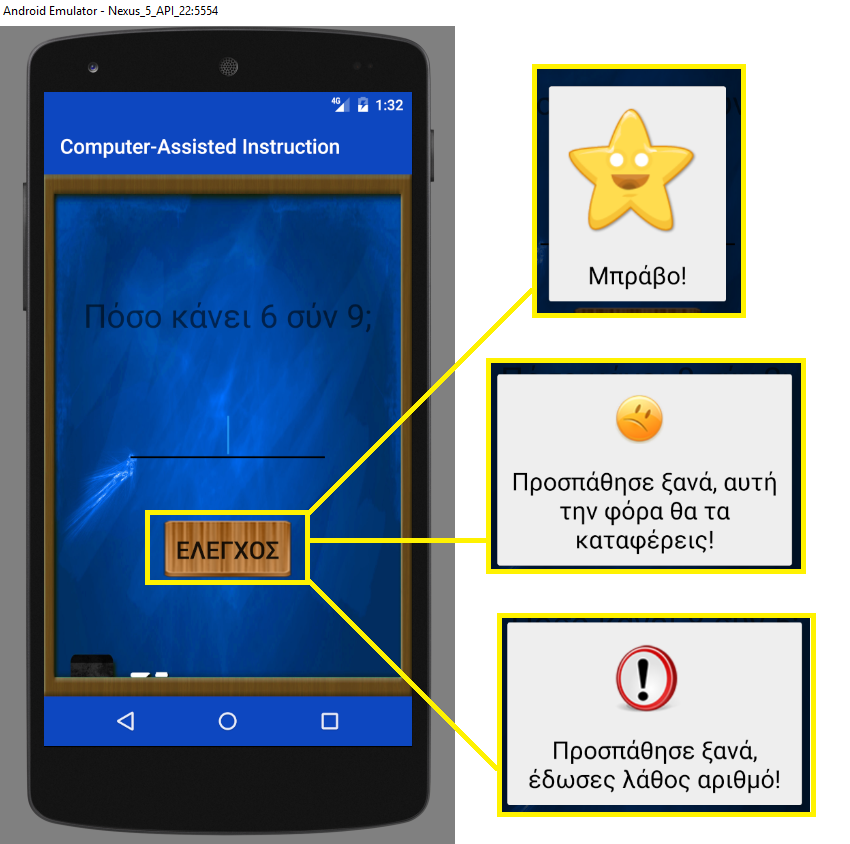 Android Emulator - Nexus_5_API_22:5554
4G 1:32
Computer-Assisted Instruction
Πόσο κάνει 6 σύν 9;
ΕΛΕΓΧΟΣ
Μπράβο!
Προσπάθησε ξανά, αυτή
την φόρα θα τα
καταφέρεις!
Προσπάθησε ξανά,
έδωσες λάθος αριθμό!